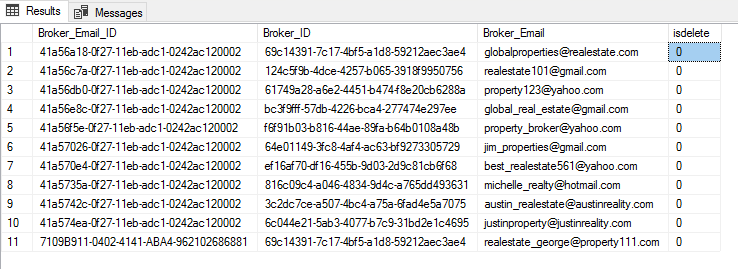 Results Messages
Broker_Email_ID Broker_ID Broker_Email isdelete
1 41a56a18-0f27-11eb-adc1-0242ac120002 69c14391-7c17-4bf5-a1d8-59212aec3ae4 globalproperties@realestate.com 0
2 41a56c7a-0f27-11eb-adc1-0242ac120002 124c5f9b-4dce-4257-b065-3918f9950756 realestate101@gmail.com 0
3 41a56db0-0f27-11eb-adc1-0242ac120002 61749a28-a6e2-4451-b474-f8e20cb6288a property123@yahoo.com 0
4 41a56e8c-0f27-11eb-adc1-0242ac120002 bc3f9fff-57db-4226-bca4-277474e297ee global_real_estate@gmail.com 0
5 41a56f5e-0f27-11eb-adc1-0242ac120002 f6f91b03-b816-44ae-89fa-b64b0108a48b property_broker@yahoo.com 0
6 41a57026-0f27-11eb-adc1-0242ac120002 64e01149-3fc8-4af4-ac63-bf9273305729 jim_properties@gmail.com 0
7 41a570e4-0f27-11eb-adc1-0242ac120002 ef16af70-df16-455b-9d03-2d9c81cb6f68 best_realestate561@yahoo.com 0
8 41a5735a-0f27-11eb-adc1-0242ac120002 816c09c4-a046-4834-9d4c-a765dd493631 michelle_realty@hotmail.com 0
9 41a5742c-0f27-11eb-adc1-0242ac120002 3c2dc7ce-a507-4bc4-a75a-6fad4e5a7075 austin_realestate@austinreality.com 0
10 41a574ea-0f27-11eb-adc1-0242ac120002 6c044e21-5ab3-4077-b7c9-31bd2e1c4695 justinproperty@justinreality.com 0
11 7109B911-0402-4141-ABA4-962102686881 69c14391-7c17-4bf5-a1d8-59212aec3ae4 realestate_george@property111.com 0